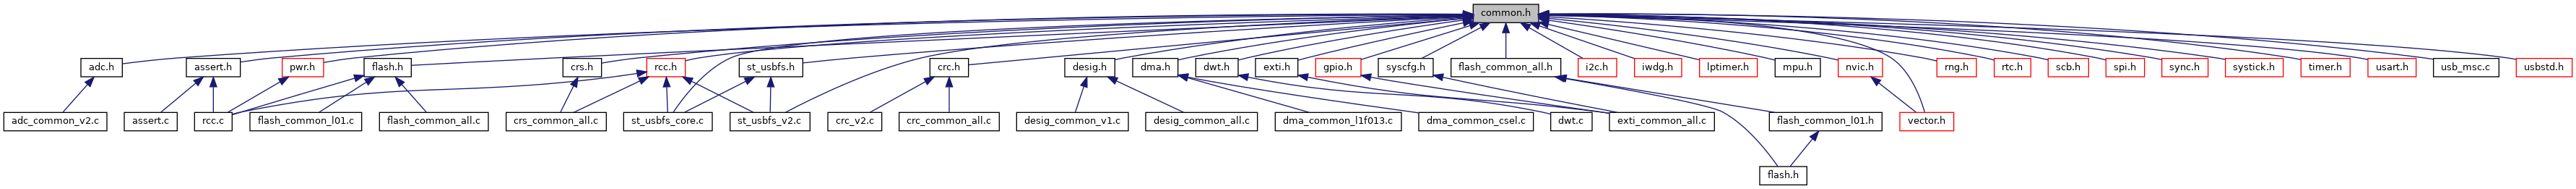 common.h
adc.h
assert.h
pwr.h
flash.h
crs.h
rcc.h
st_usbfs.h
crc.h
desig.h
dma.h
dwt.h
exti.h
gpio.h
syscfg.h
flash_common_all.h
i2c.h
iwdg.h
lptimer.h
mpu.h
nvic.h
rng.h
rtc.h
scb.h
spi.h
sync.h
systick.h
timer.h
usart.h
usb_msc.c
usbstd.h
adc_common_v2.c
assert.c
rcc.c
flash_common_l01.c
flash_common_all.c
crs_common_all.c
st_usbfs_core.c
st_usbfs_v2.c
crc_v2.c
crc_common_all.c
desig_common_v1.c
desig_common_all.c
dma_common_l1f013.c
dma_common_csel.c
dwt.c
exti_common_all.c
flash_common_l01.h
vector.h
flash.h